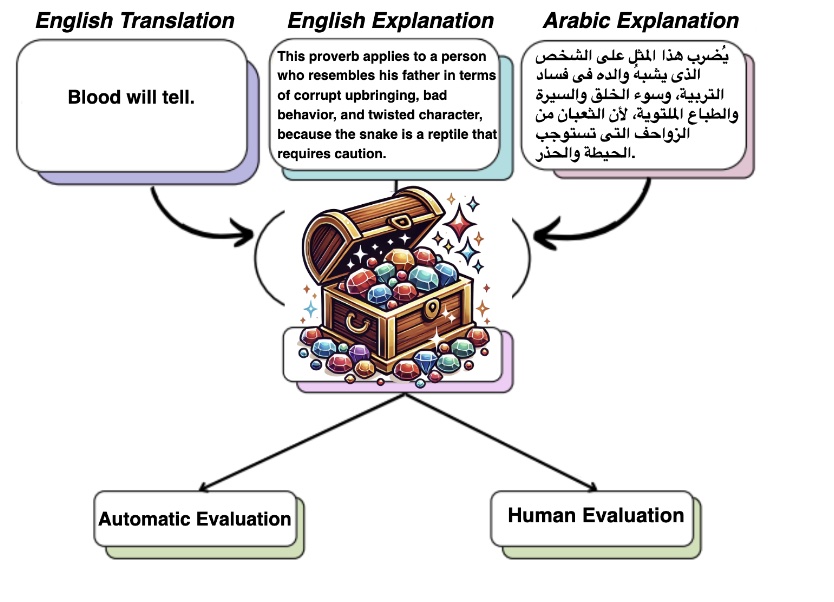 English Translation
English Explanation
Arabic Explanation
Blood will tell.
This proverb applies to a person
who resembles his father in terms
of corrupt upbringing, bad
behavior, and twisted character,
because the snake is a reptile that
requires caution.
يُضرب هذا المثل على الشخص
الذى يشبهُ والده فى فساد
التربية، وسوء الخلق والسيرة
والطباع الملتوية، لأن الثعبان من
الزواحف التى تستوجب
الحيطة والحذر.
Automatic Evaluation
Human Evaluation